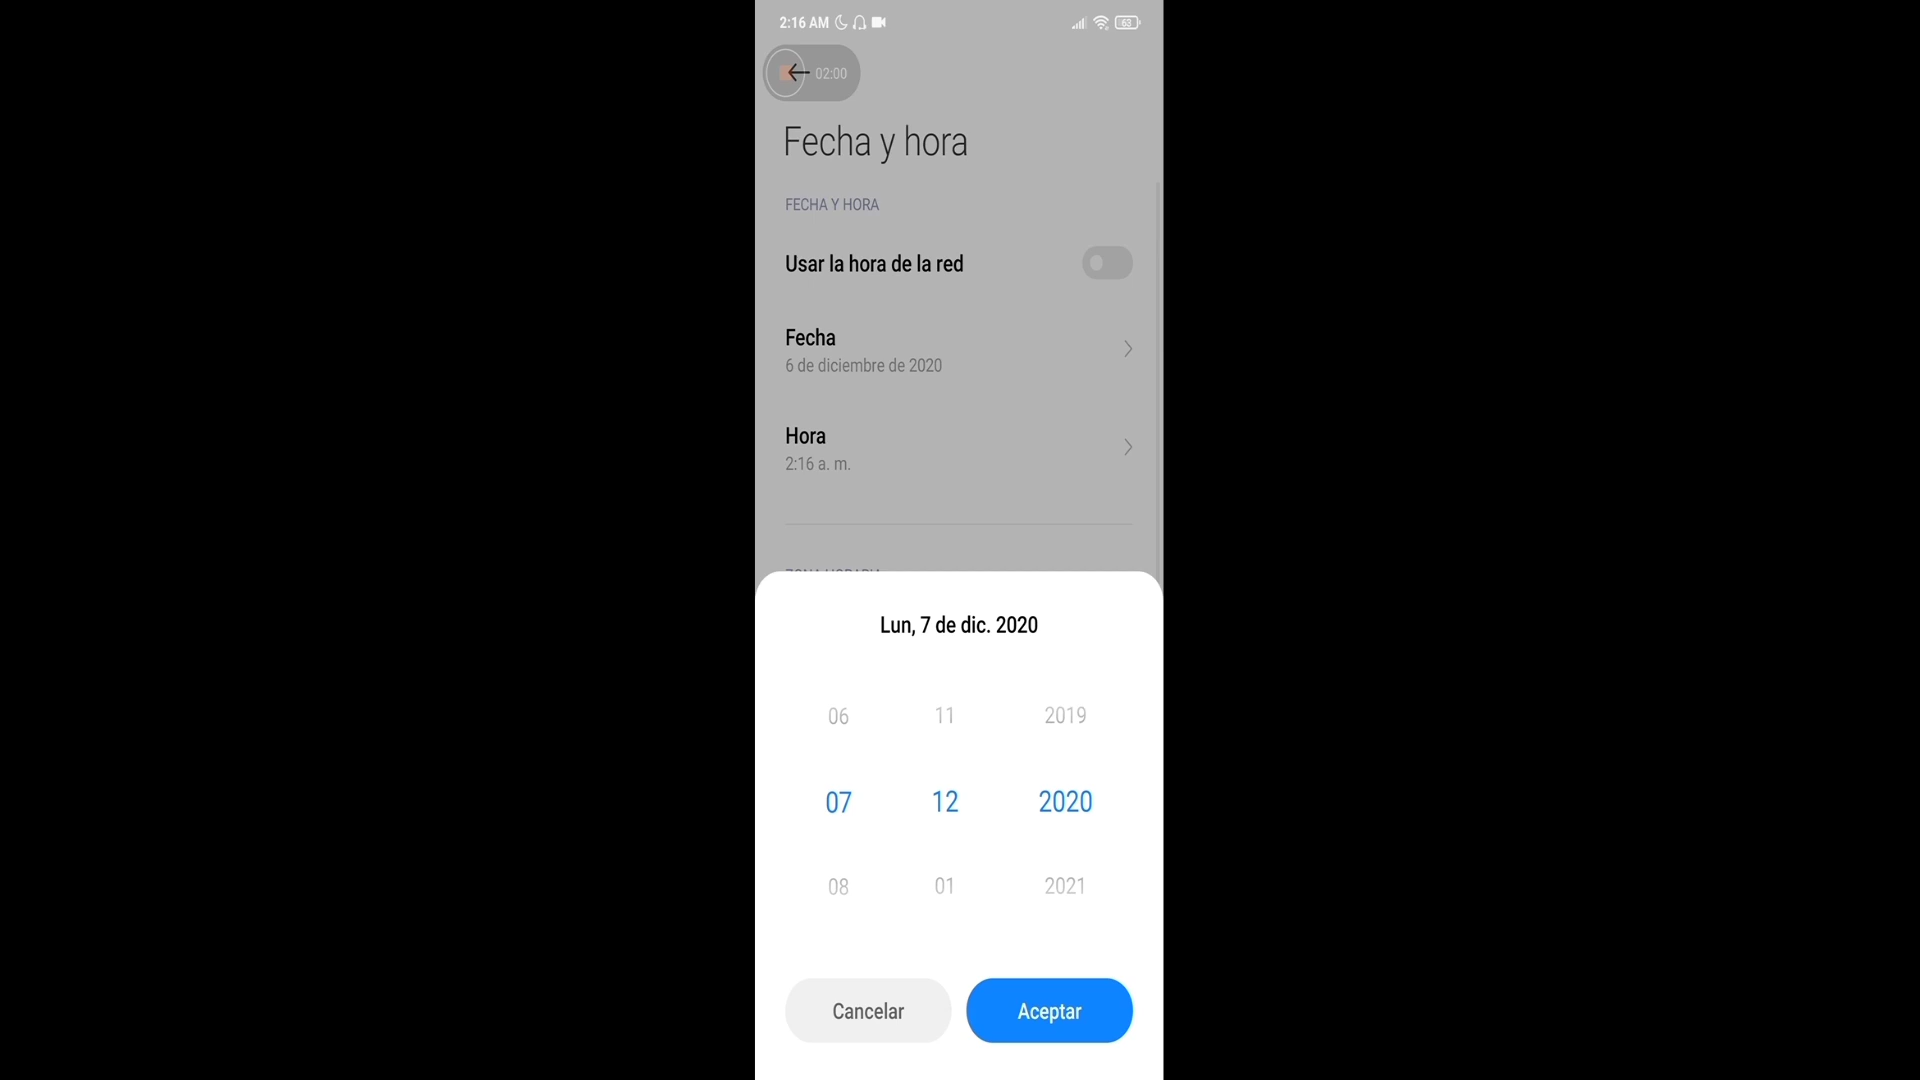 2:16 AM 63
02:00
Fecha y hora
FECHA Y HORA
Usar la hora de la red
Fecha
6 de diciembre de 2020
Hora
2:16 a. m.
Lun, 7 de dic. 2020
06 11 2019
07 12 2020
08 01 2021
Cancelar Aceptar